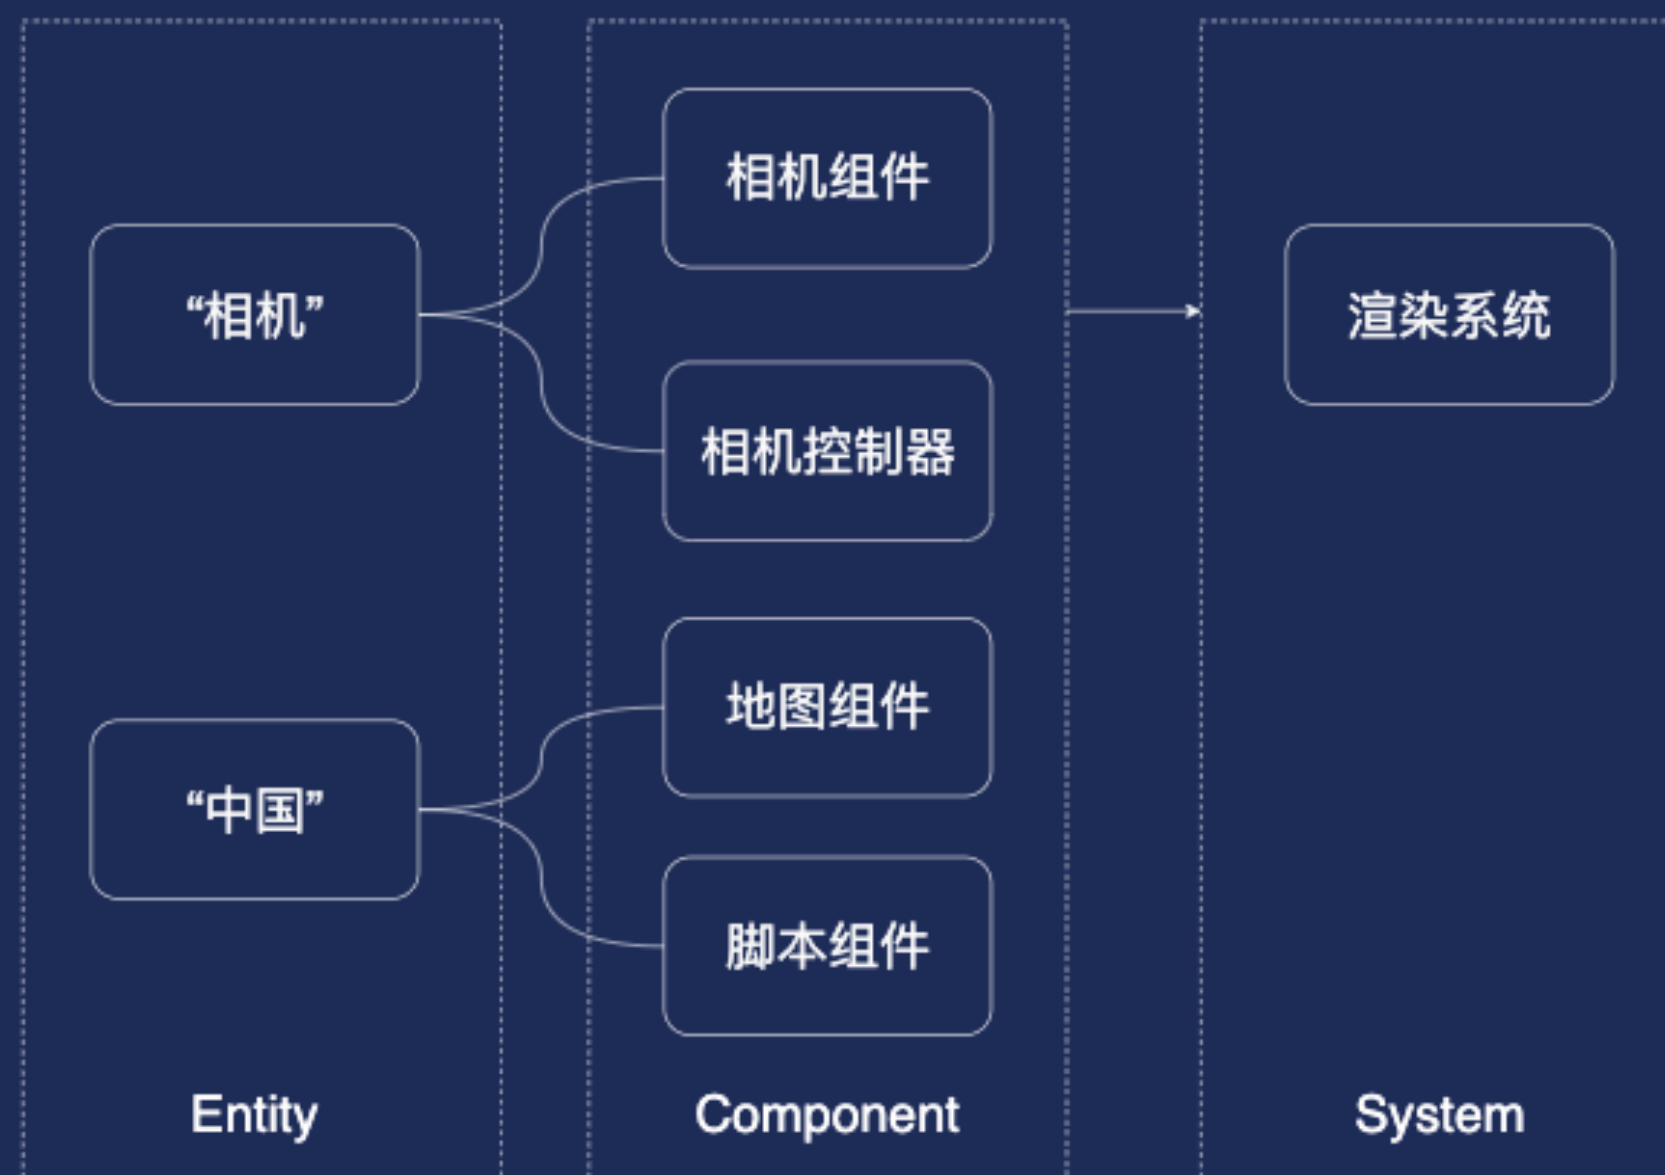 “相机”
“中国”
Entity
相机组件
相机控制器
地图组件
脚本组件
Component
渲染系统
System